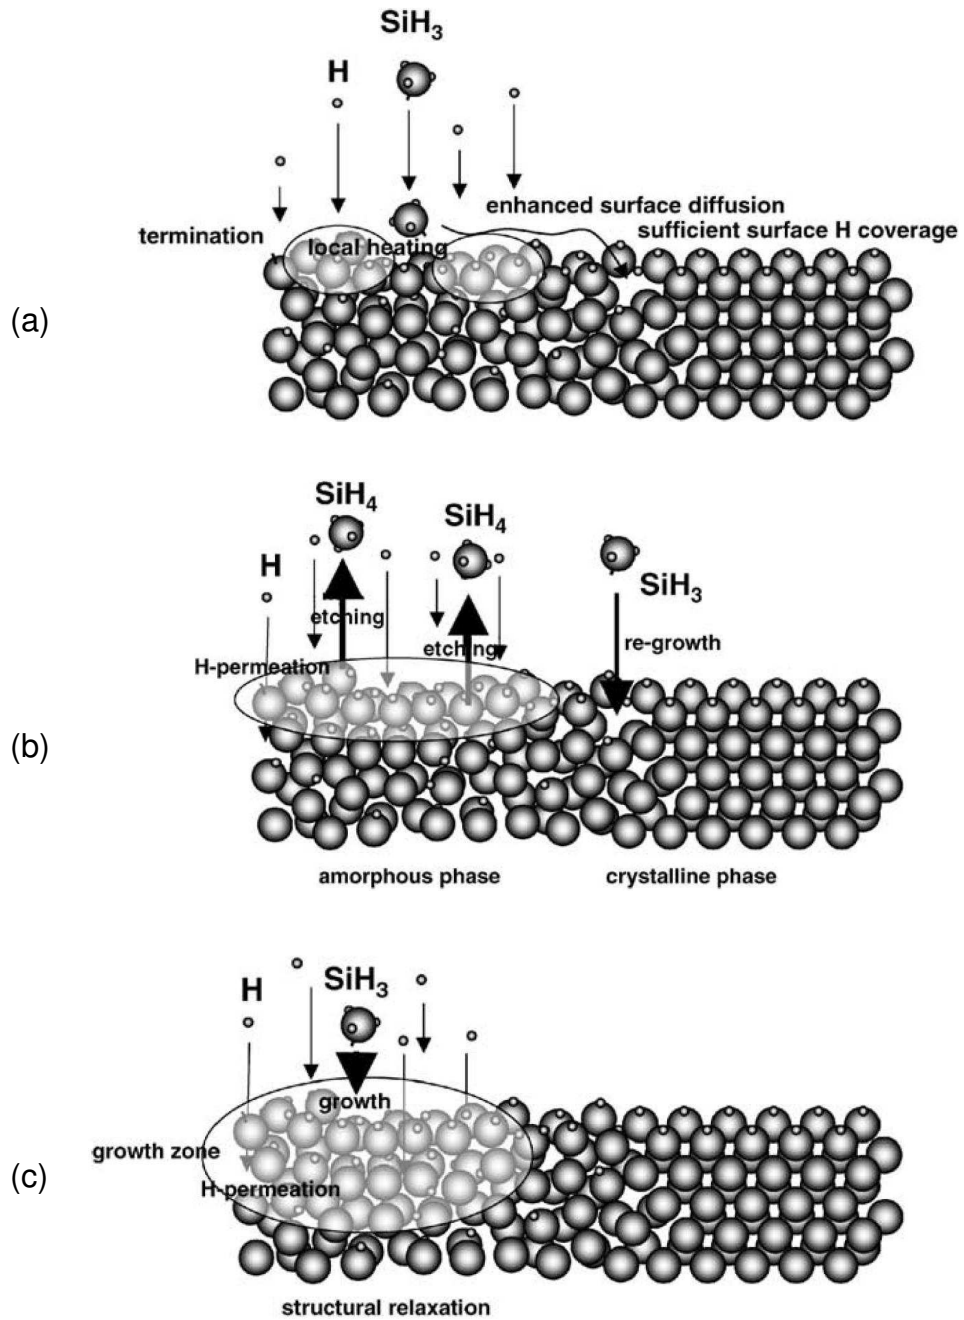 SiH3
H
enhanced surface diffusion
termination
sufficient surface H coverage
local heating
(a)
SiH4
SiH4
H
SiH3
etching
etching
re-growth
H-permeation
(b)
amorphous phase
crystalline phase
SiH3
H
growth
growth zone
(c)
H-permeation
structural relaxation